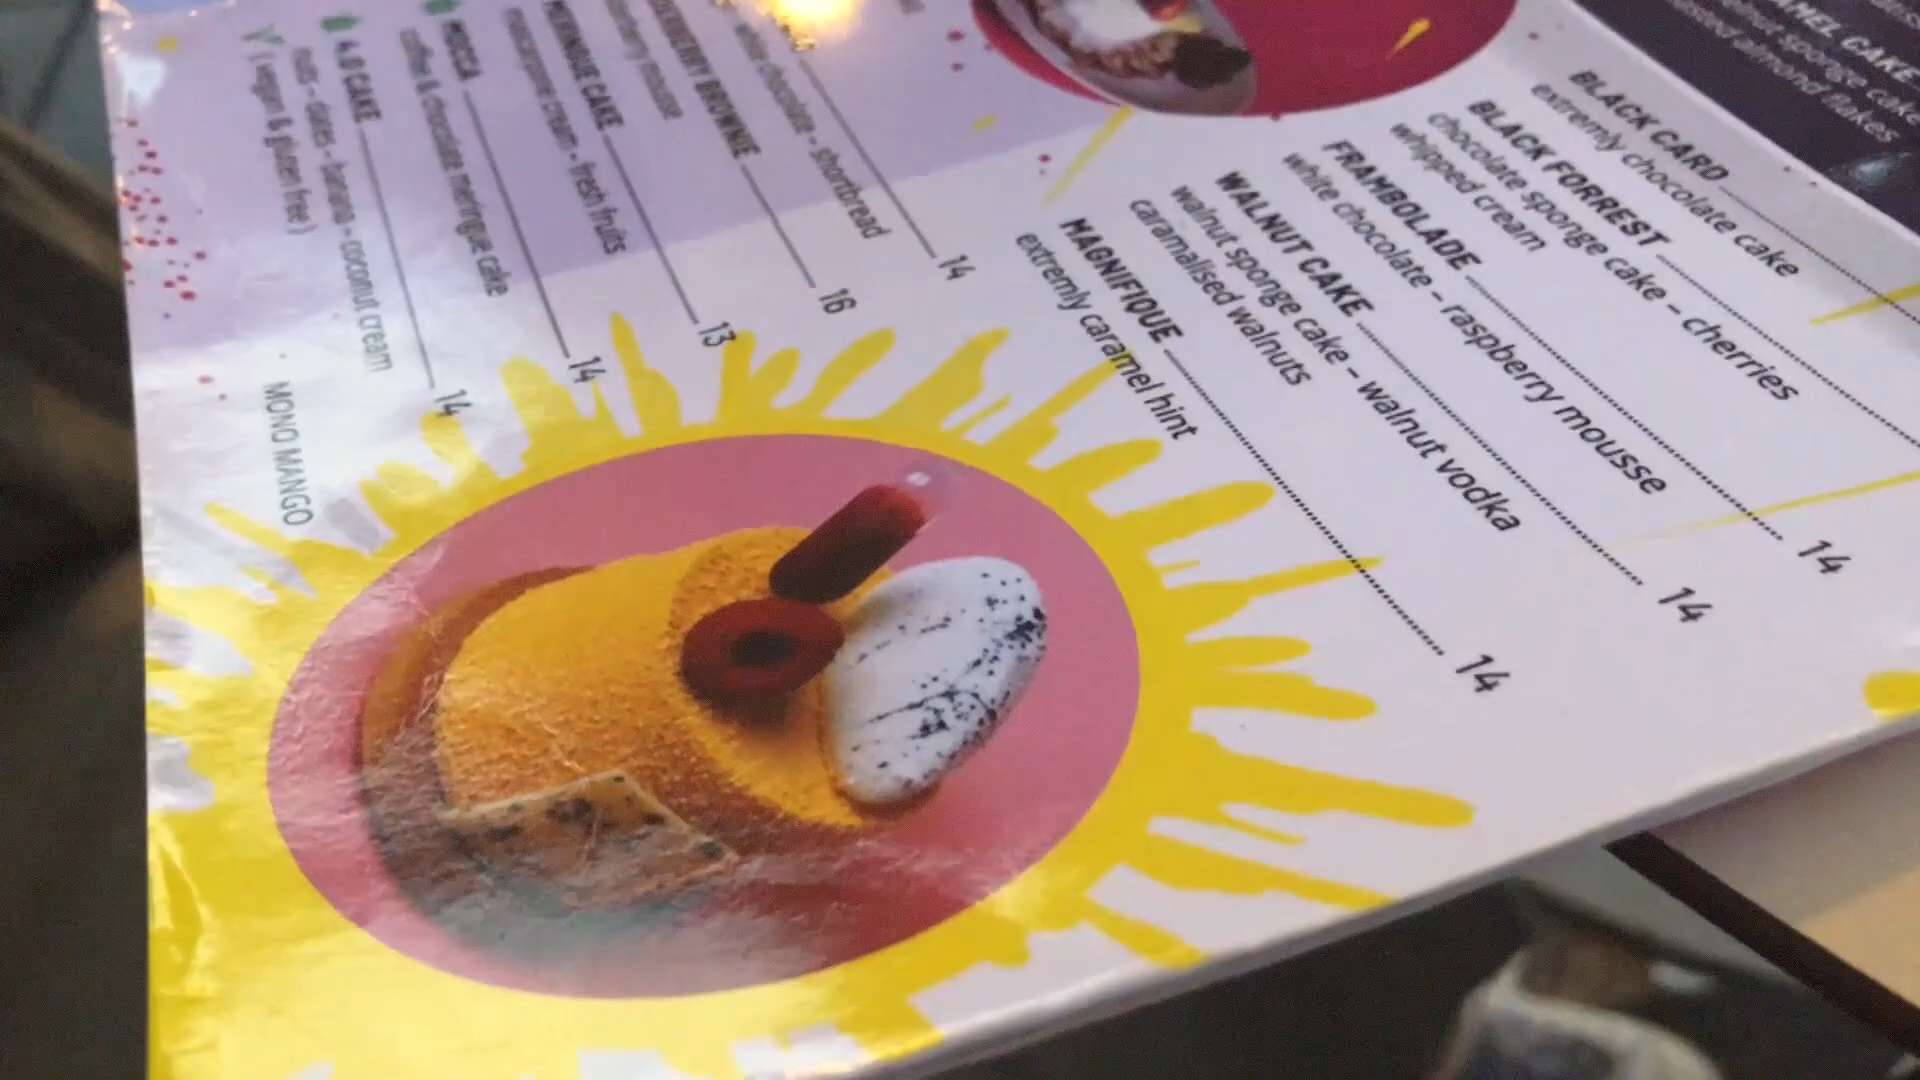 white chocolate – shortbread 14
BROWNIE 16
mousse
MERINGUE CAKE 13
mascarpone cream – fresh fruits
MOCCA 14
coffee & chocolate meringue cake
4.0 CAKE 14
nuts – dates – banana – coconut cream
( vegan & gluten free )
MONO MANGO
BLACK CARD
extremly chocolate cake
BLACK FORREST
chocolate sponge cake – cherries
whipped cream
FRAMBOLADE 14
white chocolate – raspberry mousse
WALNUT CAKE 14
walnut sponge cake – walnut vodka
caramalised walnuts
MAGNIFIQUE 14
extremly caramel hint
CAKE
sponge cake
almond flakes